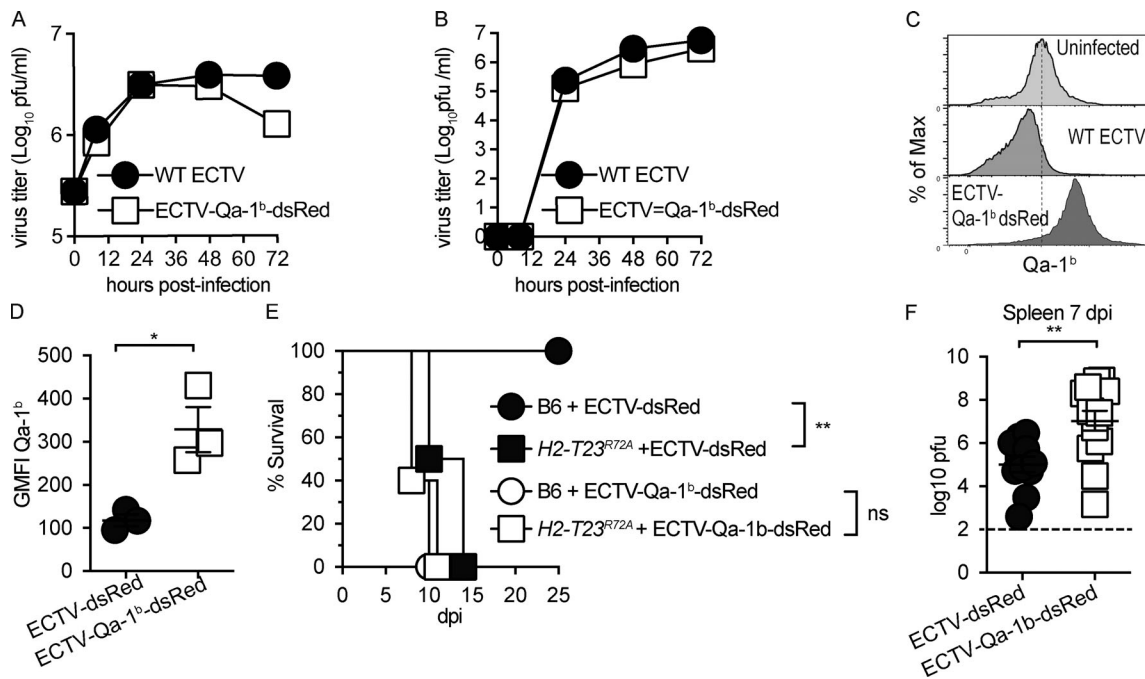 A
virus titer (Log10 pfu/ml)
7
6
5
WT ECTV
ECTV-Qa-1b-dsRed
0 12 24 36 48 60 72
hours post-infection
B
virus titer (Log10pfu /ml)
7
6
5
4
3
2
1
0
WT ECTV
ECTV=Qa-1b-dsRed
0 12 24 36 48 60 72
hours post-infection
C
% of Max
Uninfected
0
WT ECTV
0
ECTV-
Qa-1b dsRed
0
0
Qa-1b
D
*
GMFI Qa-1b
500
400
300
200
100
0
ECTV-dsRed
ECTV-Qa-1b-dsRed
E
% Survival
100
80
60
40
20
0
B6 + ECTV-dsRed
H2-T23R72A +ECTV-dsRed
**
B6 + ECTV-Qa-1b-dsRed
H2-T23R72A + ECTV-Qa-1b-dsRed
ns
0 5 10 15 20 25
dpi
F
Spleen 7 dpi
**
log10 pfu
10
8
6
4
2
0
ECTV-dsRed
ECTV-Qa-1b-dsRed